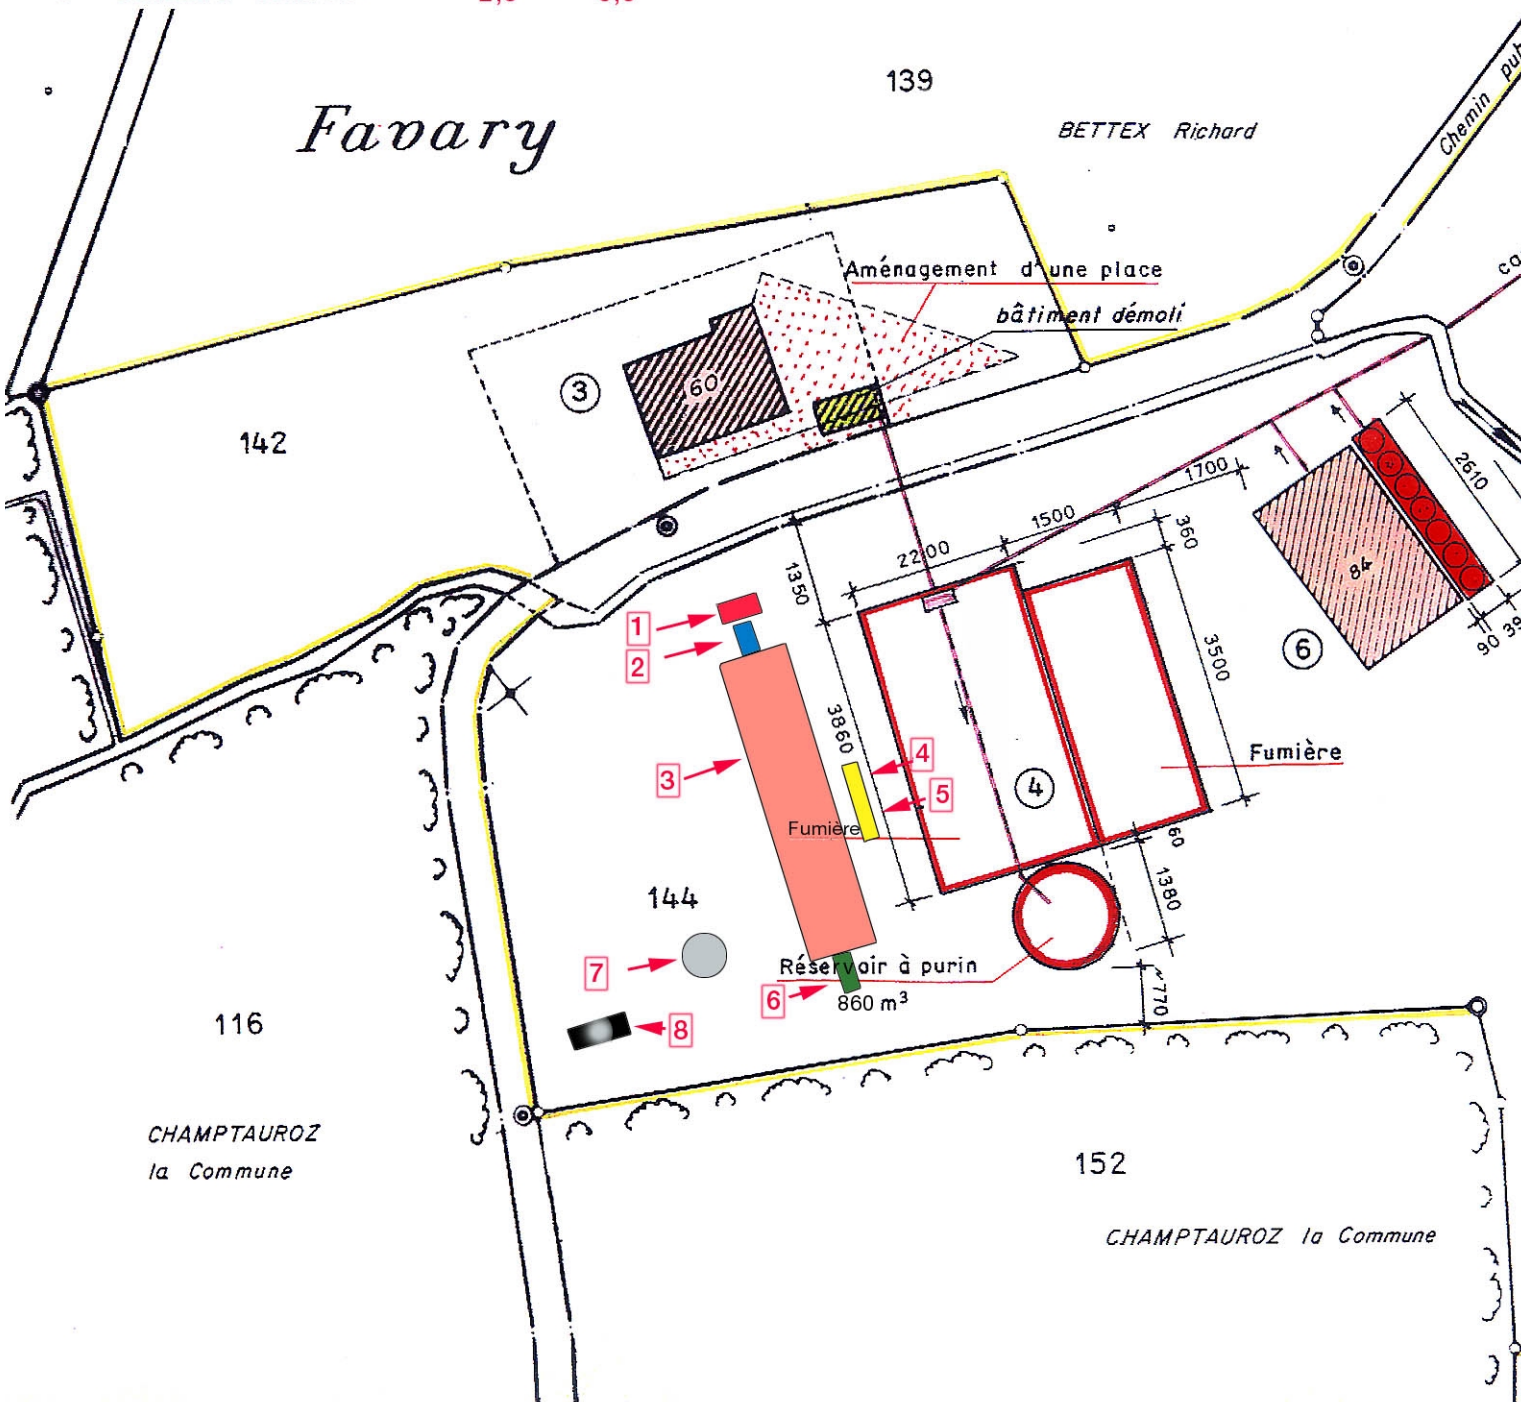 139
Favary
BETTEX Richard
Chemin pub
Aménagement d'une place
bâtiment démoli
3
60
142
2610
1700
1500
360
2200
1350
84
90
39
6
1
2
3500
3860
3
4
5
4
Fumière
Fumière
60
1380
144
7
Réservoir à purin
6
860 m³
~770
8
116
CHAMPTAUROZ
la Commune
152
CHAMPTAUROZ la Commune